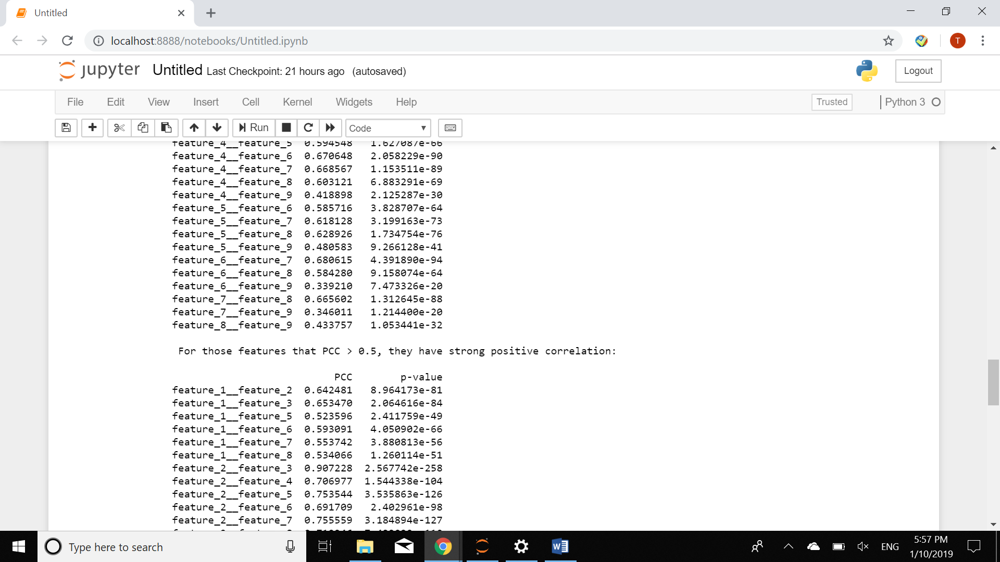 Untitled
localhost:8888/notebooks/Untitled.ipynb
T
jupyter Untitled Last Checkpoint: 21 hours ago (autosaved)
Logout
File Edit View Insert Cell Kernel Widgets Help
Trusted
Python 3
Run
Code
feature_4__feature_5 0.594548 1.627087e-66
feature_4__feature_6 0.670648 2.058229e-90
feature_4__feature_7 0.668567 1.153511e-89
feature_4__feature_8 0.603121 6.883291e-69
feature_4__feature_9 0.418898 2.125287e-30
feature_5__feature_6 0.585716 3.828707e-64
feature_5__feature_7 0.618128 3.199163e-73
feature_5__feature_8 0.628926 1.734754e-76
feature_5__feature_9 0.480583 9.266128e-41
feature_6__feature_7 0.680615 4.391890e-94
feature_6__feature_8 0.584280 9.158074e-64
feature_6__feature_9 0.339210 7.473326e-20
feature_7__feature_8 0.665602 1.312645e-88
feature_7__feature_9 0.346011 1.214400e-20
feature_8__feature_9 0.433757 1.053441e-32
For those features that PCC > 0.5, they have strong positive correlation:
PCC p-value
feature_1__feature_2 0.642481 8.964173e-81
feature_1__feature_3 0.653470 2.064616e-84
feature_1__feature_5 0.523596 2.411759e-49
feature_1__feature_6 0.593091 4.050902e-66
feature_1__feature_7 0.553742 3.880813e-56
feature_1__feature_8 0.534066 1.260114e-51
feature_2__feature_3 0.907228 2.567742e-258
feature_2__feature_4 0.706977 1.544338e-104
feature_2__feature_5 0.753544 3.535863e-126
feature_2__feature_6 0.691709 2.402961e-98
feature_2__feature_7 0.755559 3.184894e-127
Type here to search
W
ENG
5:57 PM
1/10/2019